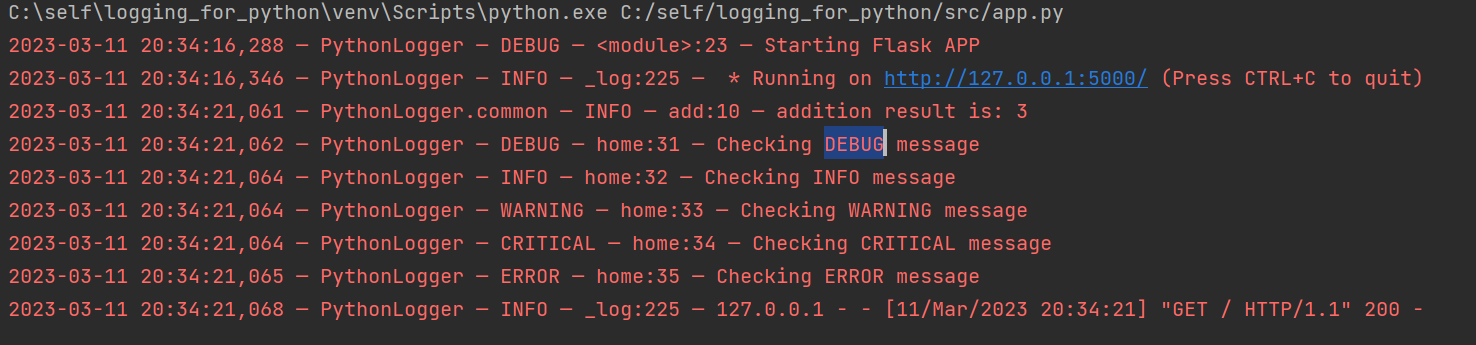 C:\self\logging_for_python\venv\Scripts\python.exe C:/self/logging_for_python/src/app.py
2023-03-11 20:34:16,288 — PythonLogger — DEBUG — <module>:23 — Starting Flask APP
2023-03-11 20:34:16,346 — PythonLogger — INFO — _log:225 —  * Running on http://127.0.0.1:5000/ (Press CTRL+C to quit)
2023-03-11 20:34:21,061 — PythonLogger.common — INFO — add:10 — addition result is: 3
2023-03-11 20:34:21,062 — PythonLogger — DEBUG — home:31 — Checking DEBUG message
2023-03-11 20:34:21,064 — PythonLogger — INFO — home:32 — Checking INFO message
2023-03-11 20:34:21,064 — PythonLogger — WARNING — home:33 — Checking WARNING message
2023-03-11 20:34:21,064 — PythonLogger — CRITICAL — home:34 — Checking CRITICAL message
2023-03-11 20:34:21,065 — PythonLogger — ERROR — home:35 — Checking ERROR message
2023-03-11 20:34:21,068 — PythonLogger — INFO — _log:225 — 127.0.0.1 - - [11/Mar/2023 20:34:21] "GET / HTTP/1.1" 200 -